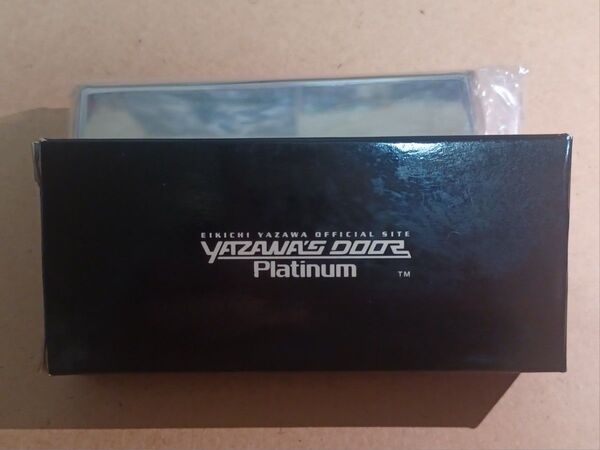 EIKICHI YAZAWA OFFICIAL SITE
YAZAWA'S DOOR
Platinum
TM